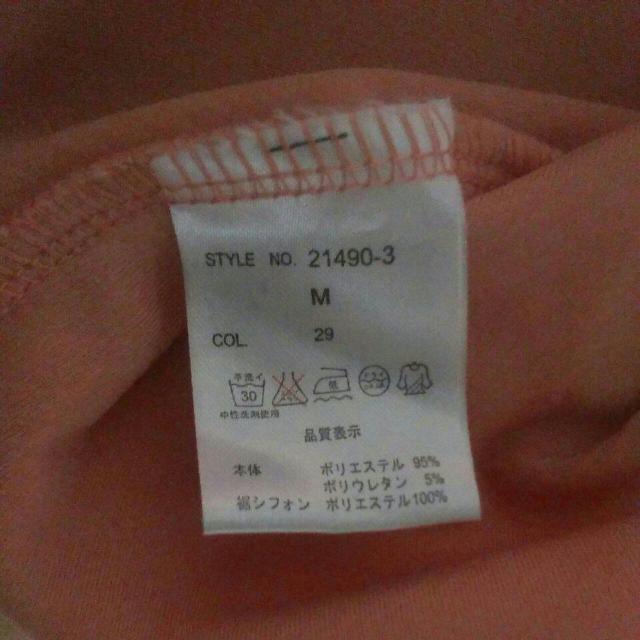 STYLE NO. 21490-3
M
COL 29
手洗イ
30
低
中性洗剤使用
品質表示
本体 ポリエステル 95%
ポリウレタン 5%
裾シフォン ポリエステル100%